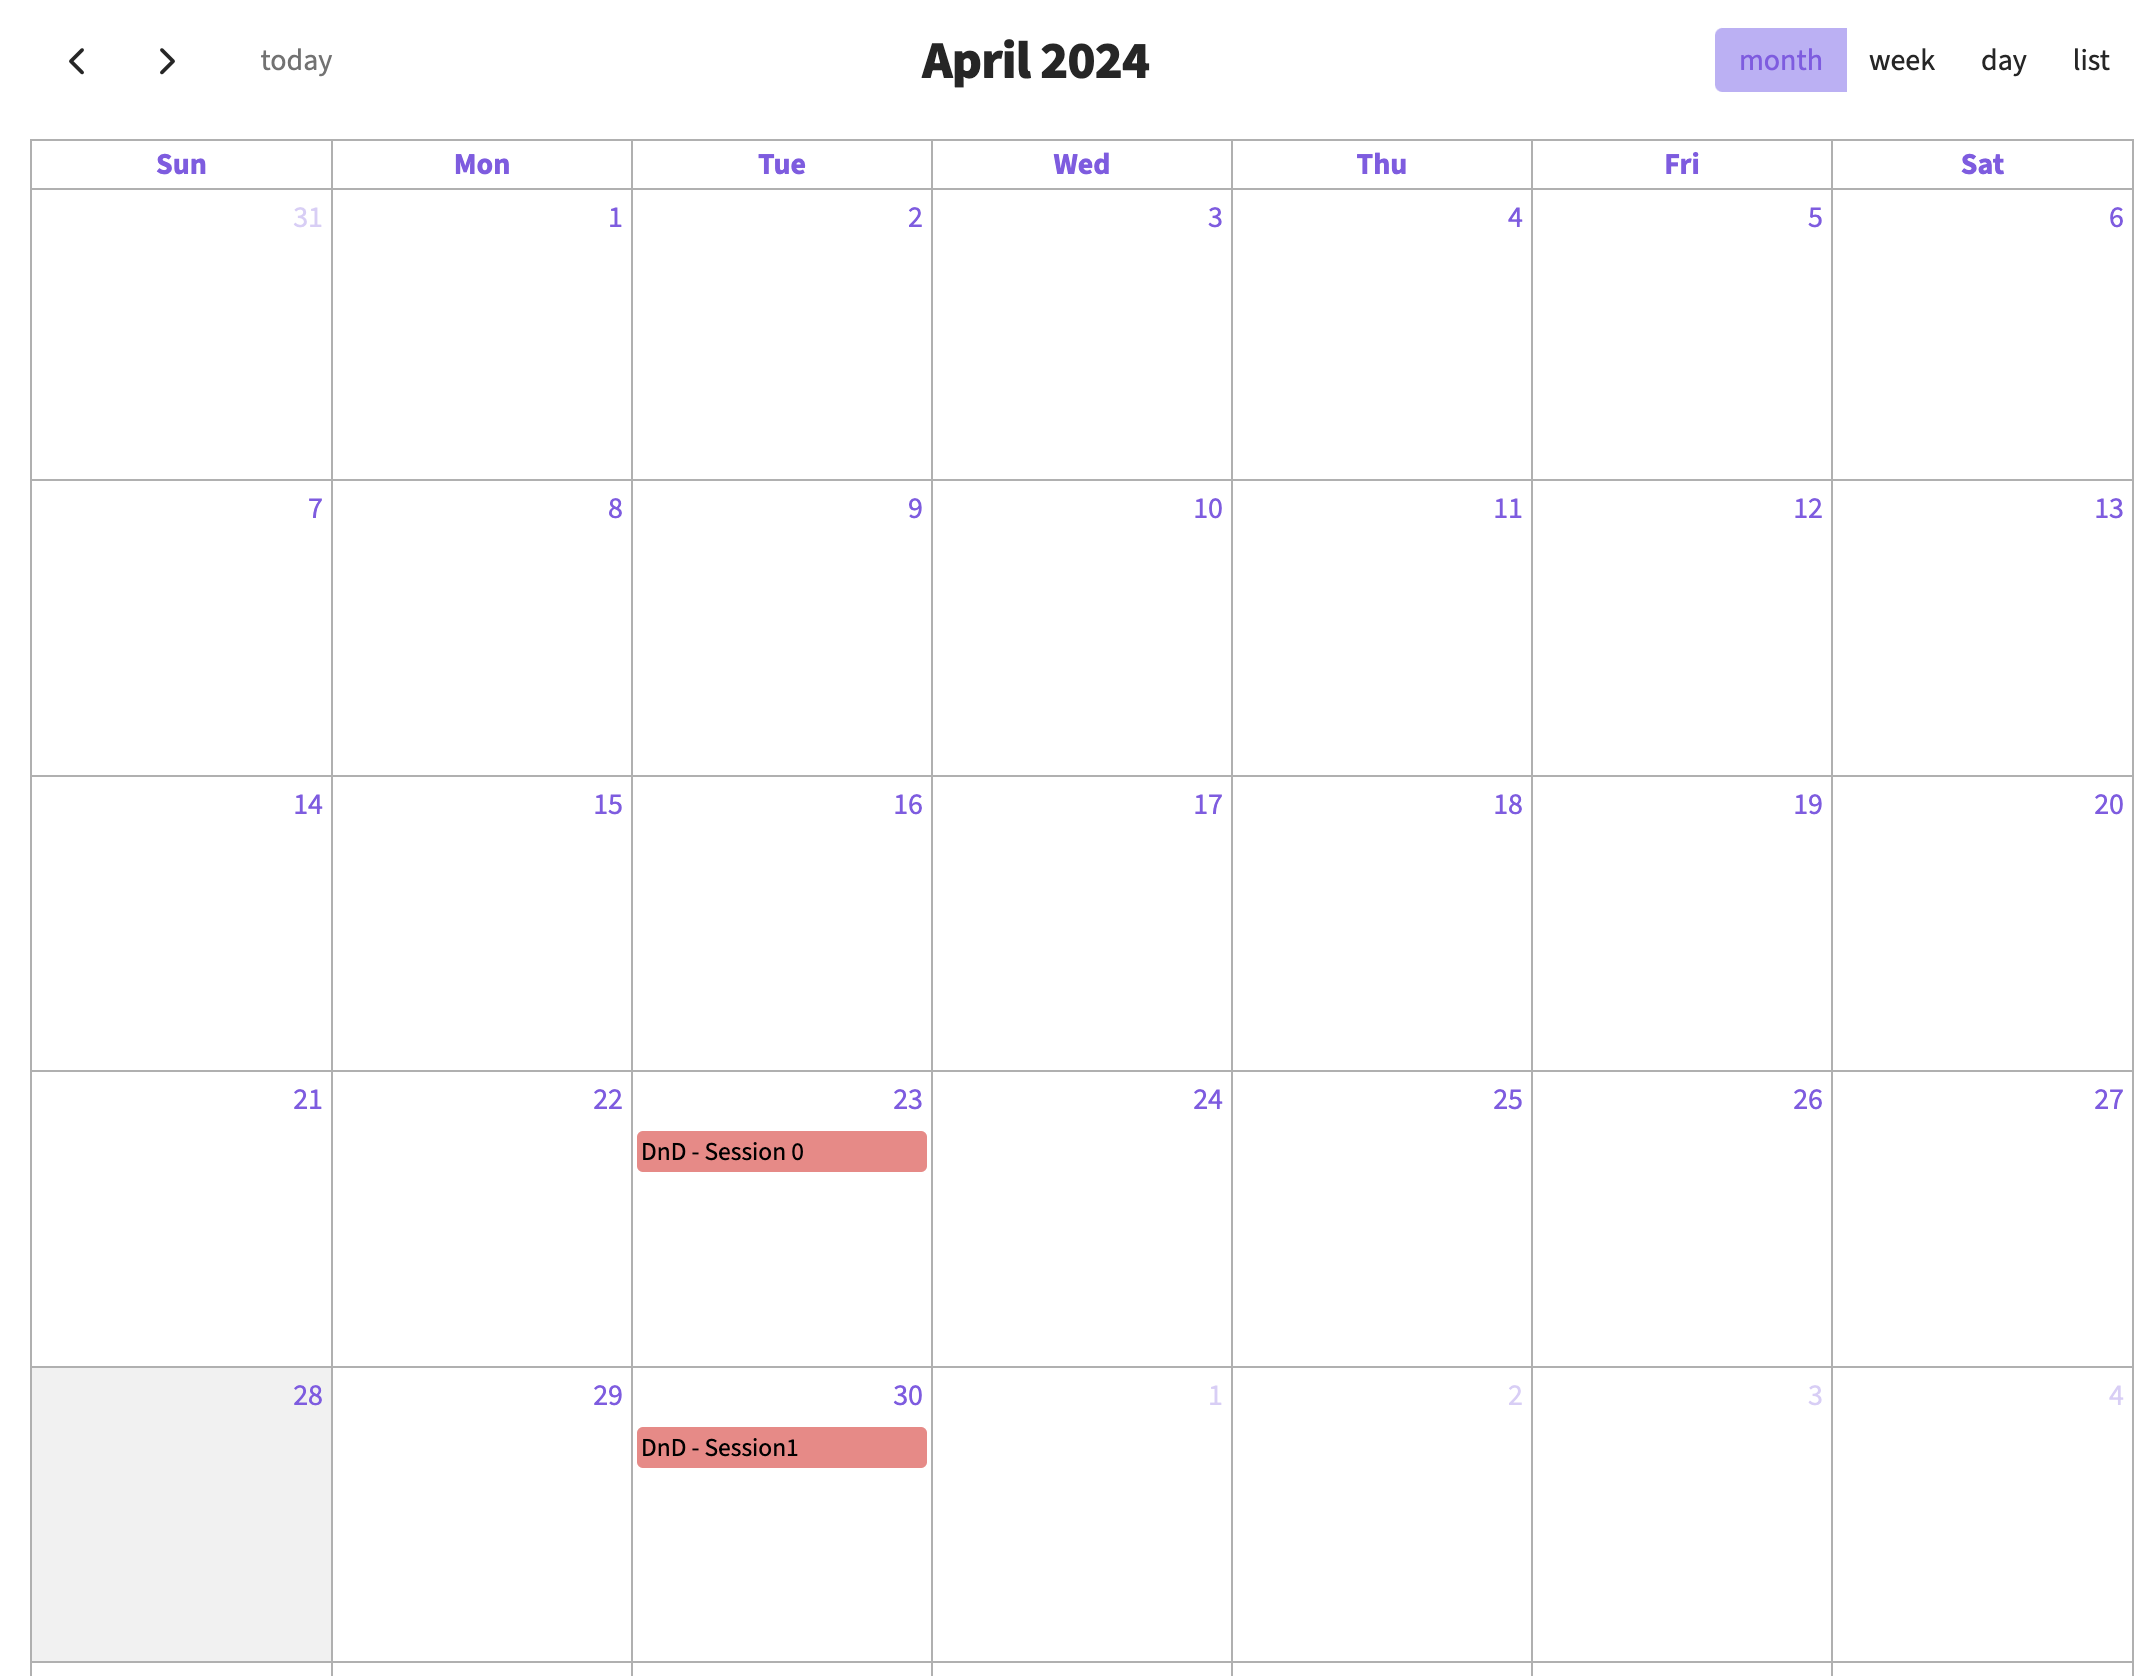 today April 2024 month week day list
Sun Mon Tue Wed Thu Fri Sat
31 1 2 3 4 5 6
7 8 9 10 11 12 13
14 15 16 17 18 19 20
21 22 23 24 25 26 27
DnD - Session 0
28 29 30 1 2 3 4
DnD - Session1